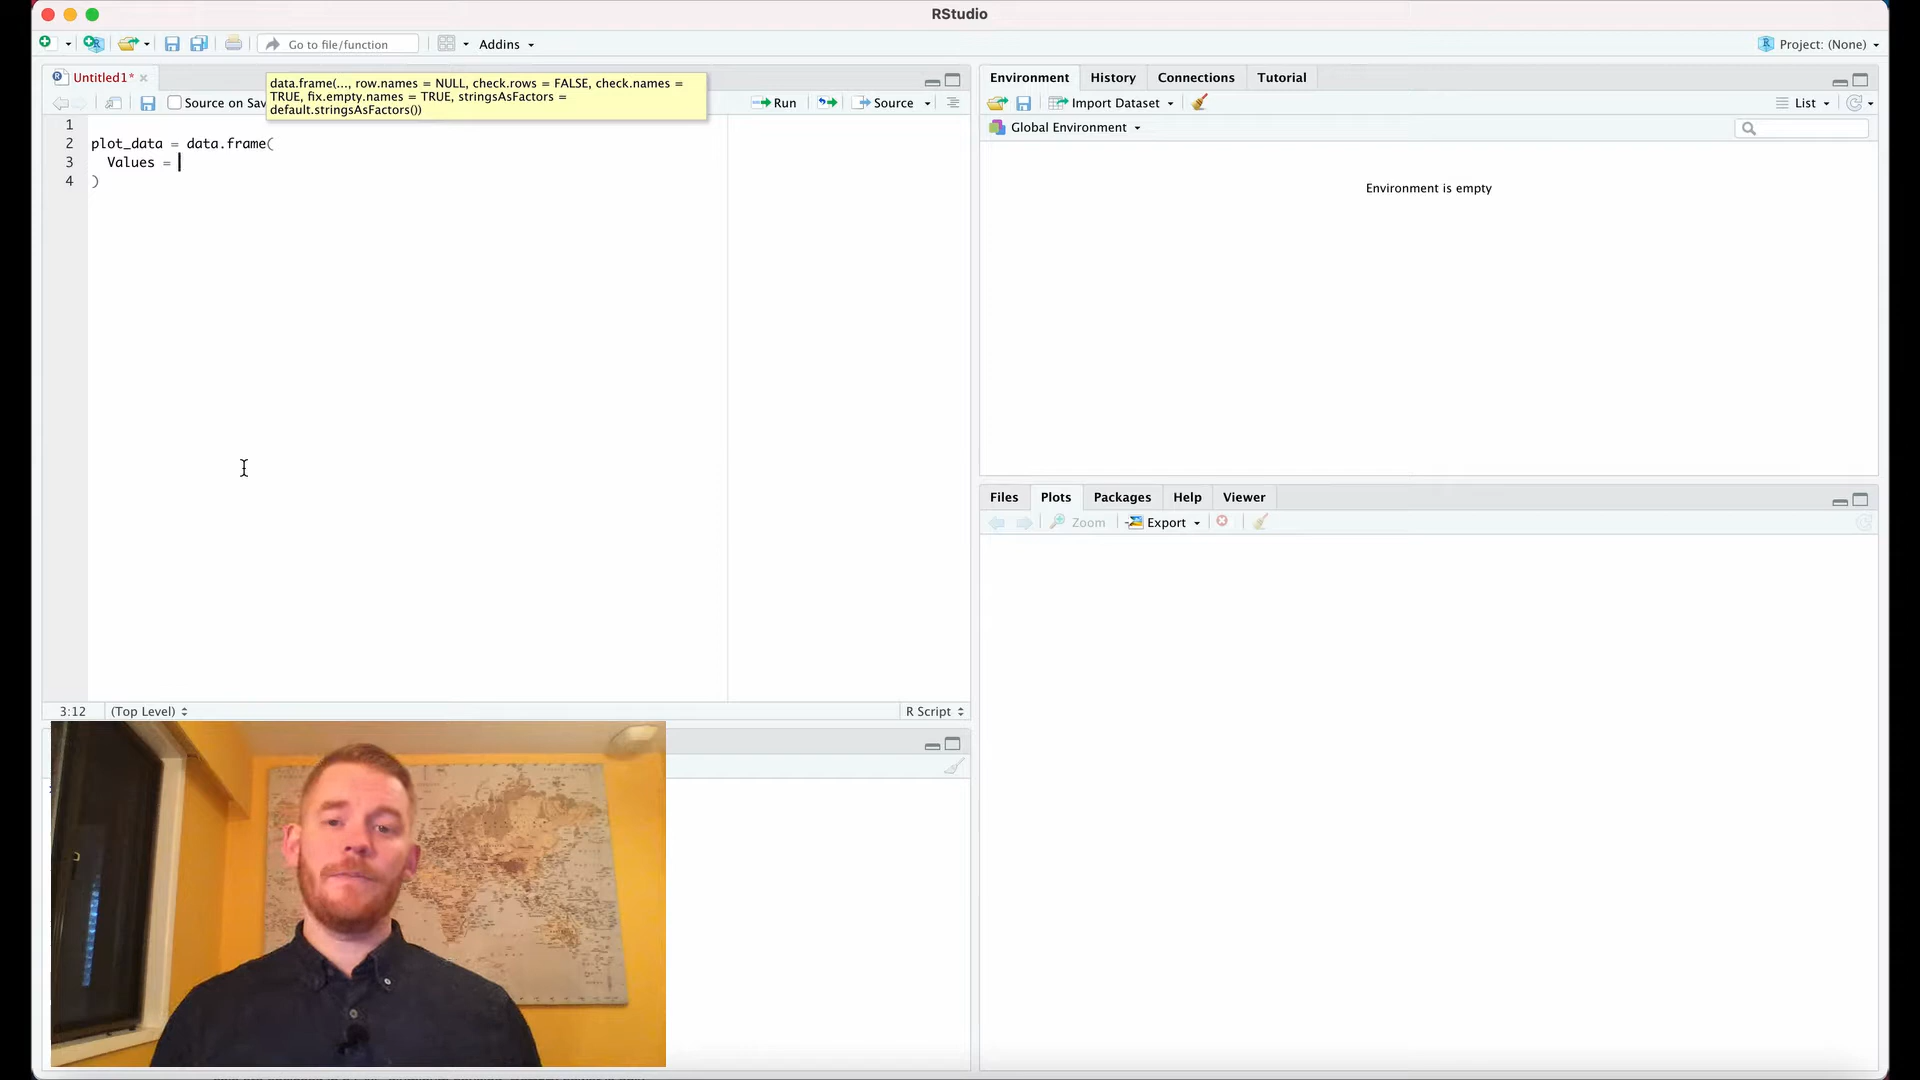 RStudio
Go to file/function
Addins
Project: (None)
Untitled1*
data.frame(..., row.names = NULL, check.rows = FALSE, check.names =
TRUE, fix.empty.names = TRUE, stringsAsFactors =
default.stringsAsFactors())
Source on Sav
Run
Source
1
2 plot_data = data.frame(
3 Values =
4 )
3:12
(Top Level)
R Script
Environment
History
Connections
Tutorial
Import Dataset
List
Global Environment
Environment is empty
Files
Plots
Packages
Help
Viewer
Zoom
Export